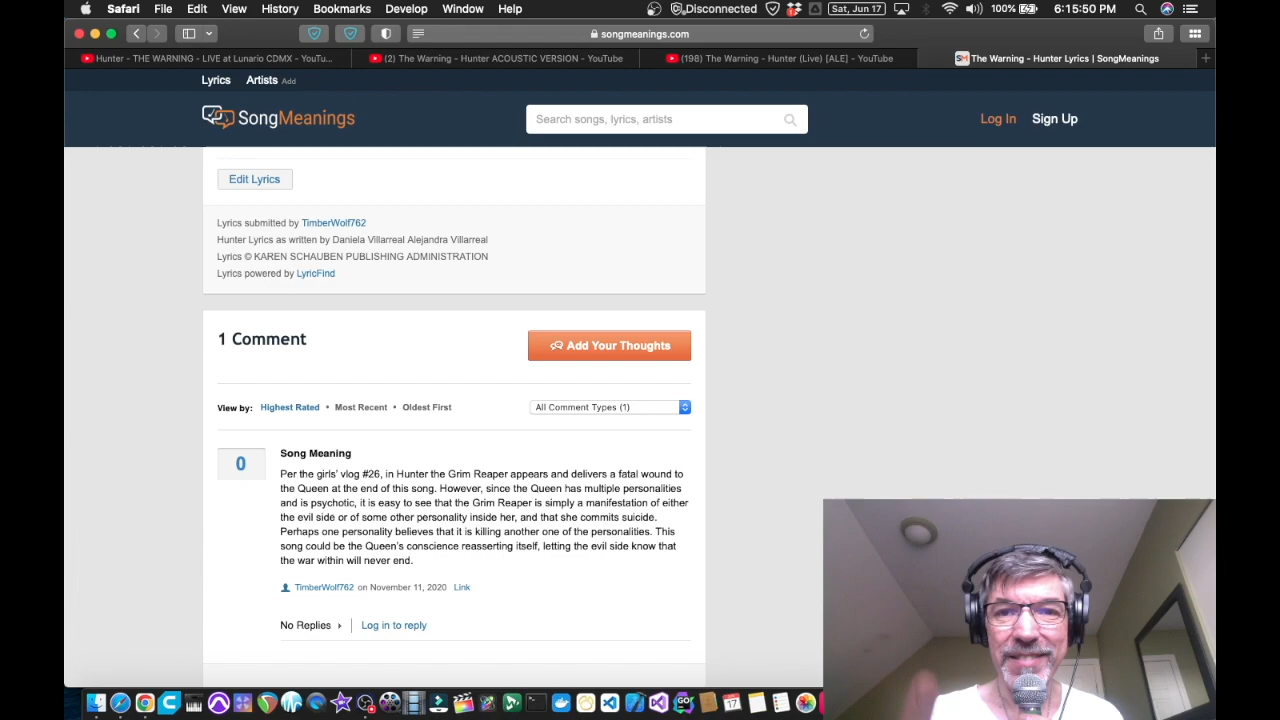 Safari File Edit View History Bookmarks Develop Window Help Disconnected Sat, Jun 17 100% 6:15:50 PM
songmeanings.com
Hunter - THE WARNING - LIVE at Lunario CDMX - YouTu...
(2) The Warning - Hunter ACOUSTIC VERSION - YouTube
(198) The Warning - Hunter (Live) [ALE] - YouTube
SM The Warning - Hunter Lyrics | SongMeanings
Lyrics Artists Add
SongMeanings
Search songs, lyrics, artists
Log In Sign Up
Edit Lyrics
Lyrics submitted by TimberWolf762
Hunter Lyrics as written by Daniela Villarreal Alejandra Villarreal
Lyrics © KAREN SCHAUBEN PUBLISHING ADMINISTRATION
Lyrics powered by LyricFind
1 Comment
Add Your Thoughts
View by: Highest Rated • Most Recent • Oldest First
All Comment Types (1)
0
Song Meaning
Per the girls' vlog #26, in Hunter the Grim Reaper appears and delivers a fatal wound to
the Queen at the end of this song. However, since the Queen has multiple personalities
and is psychotic, it is easy to see that the Grim Reaper is simply a manifestation of either
the evil side or of some other personality inside her, and that she commits suicide.
Perhaps one personality believes that it is killing another one of the personalities. This
song could be the Queen's conscience reasserting itself, letting the evil side know that
the war within will never end.
TimberWolf762 on November 11, 2020 Link
No Replies Log in to reply
17
GO